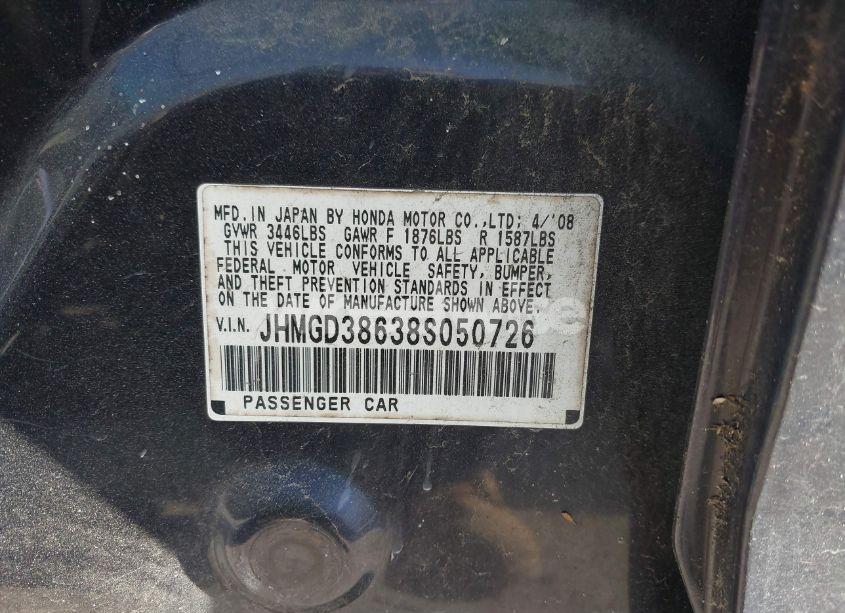 MFD. IN JAPAN BY HONDA MOTOR CO.,LTD; 4/'08
GVWR 3446LBS GAWR F 1876LBS R 1587LBS
THIS VEHICLE CONFORMS TO ALL APPLICABLE
FEDERAL MOTOR VEHICLE SAFETY, BUMPER,
AND THEFT PREVENTION STANDARDS IN EFFECT
ON THE DATE OF MANUFACTURE SHOWN ABOVE.
V.I.N. JHMGD38638S050726
PASSENGER CAR